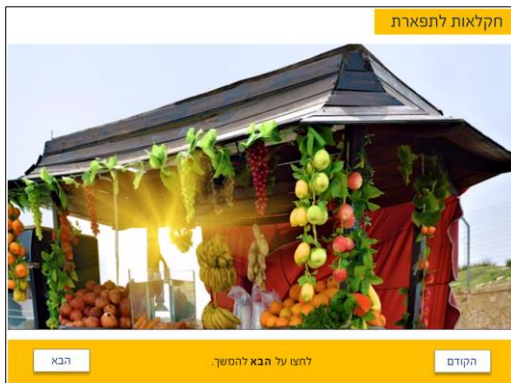 חקלאות לתפארת
הקודם
לחצו על הבא להמשך.
הבא